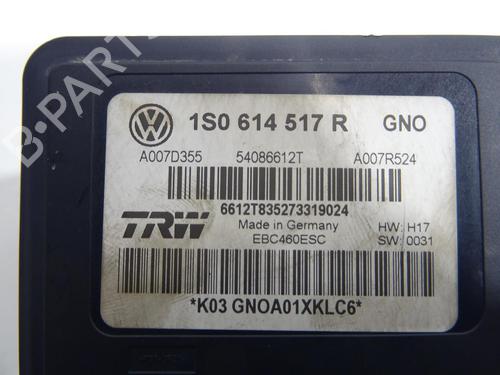 1S0 614 517 R GNO
A007D355 54086612T A007R524
6612T835273319024
TRW
Made in Germany HW: H17
EBC460ESC SW: 0031
*K03 GNOA01XKLC6*